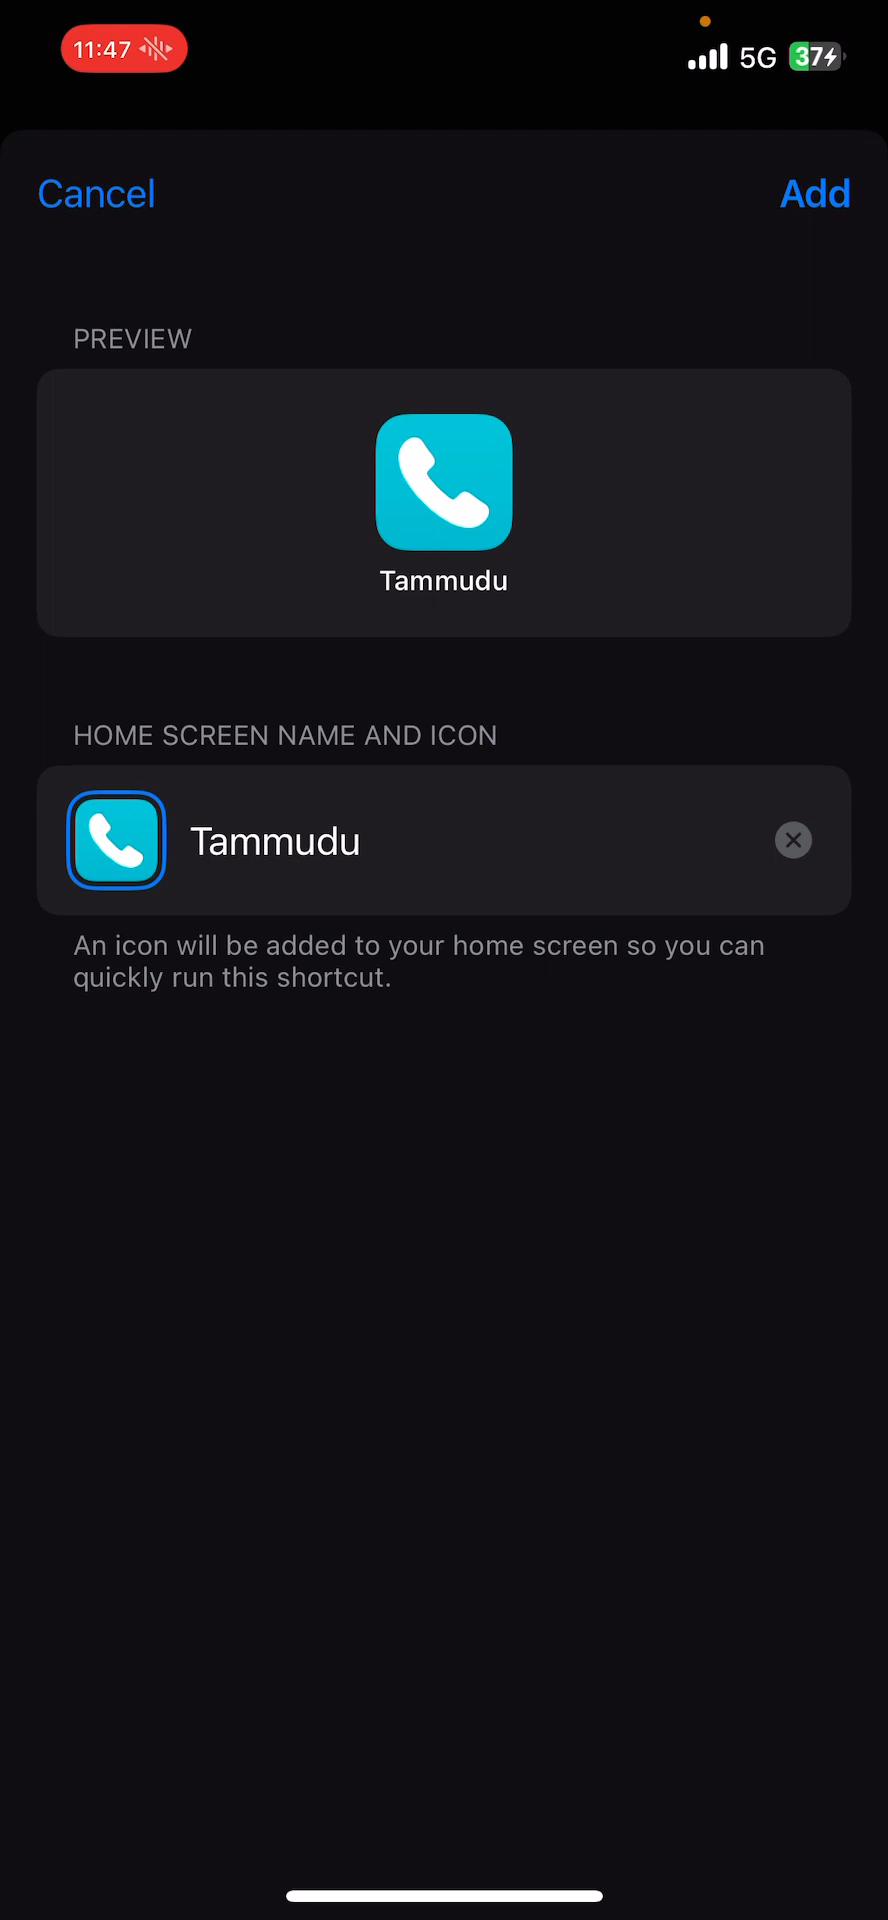 11:47
5G
37
Cancel
Add
PREVIEW
Tammudu
HOME SCREEN NAME AND ICON
Tammudu
An icon will be added to your home screen so you can
quickly run this shortcut.